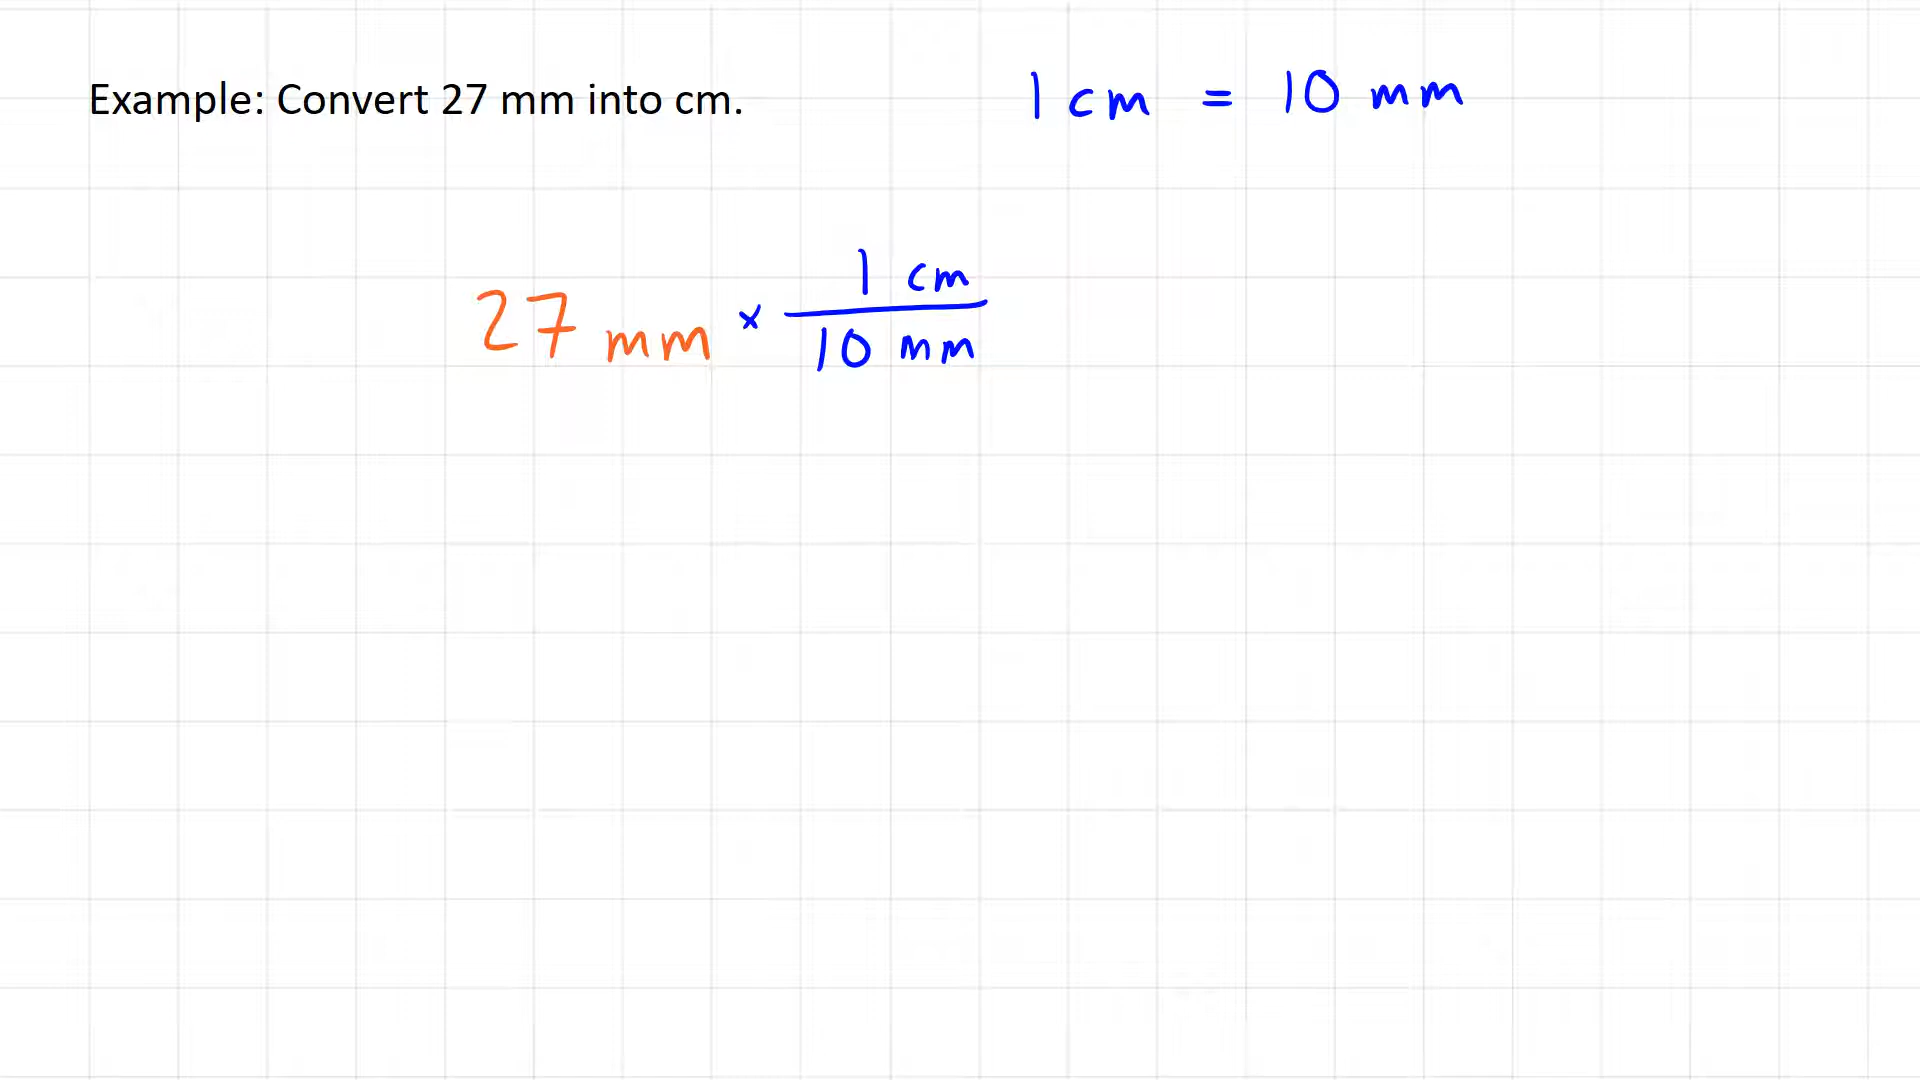 Example: Convert 27 mm into cm.
1 cm = 10 mm
27 mm × 1 cm
10 mm